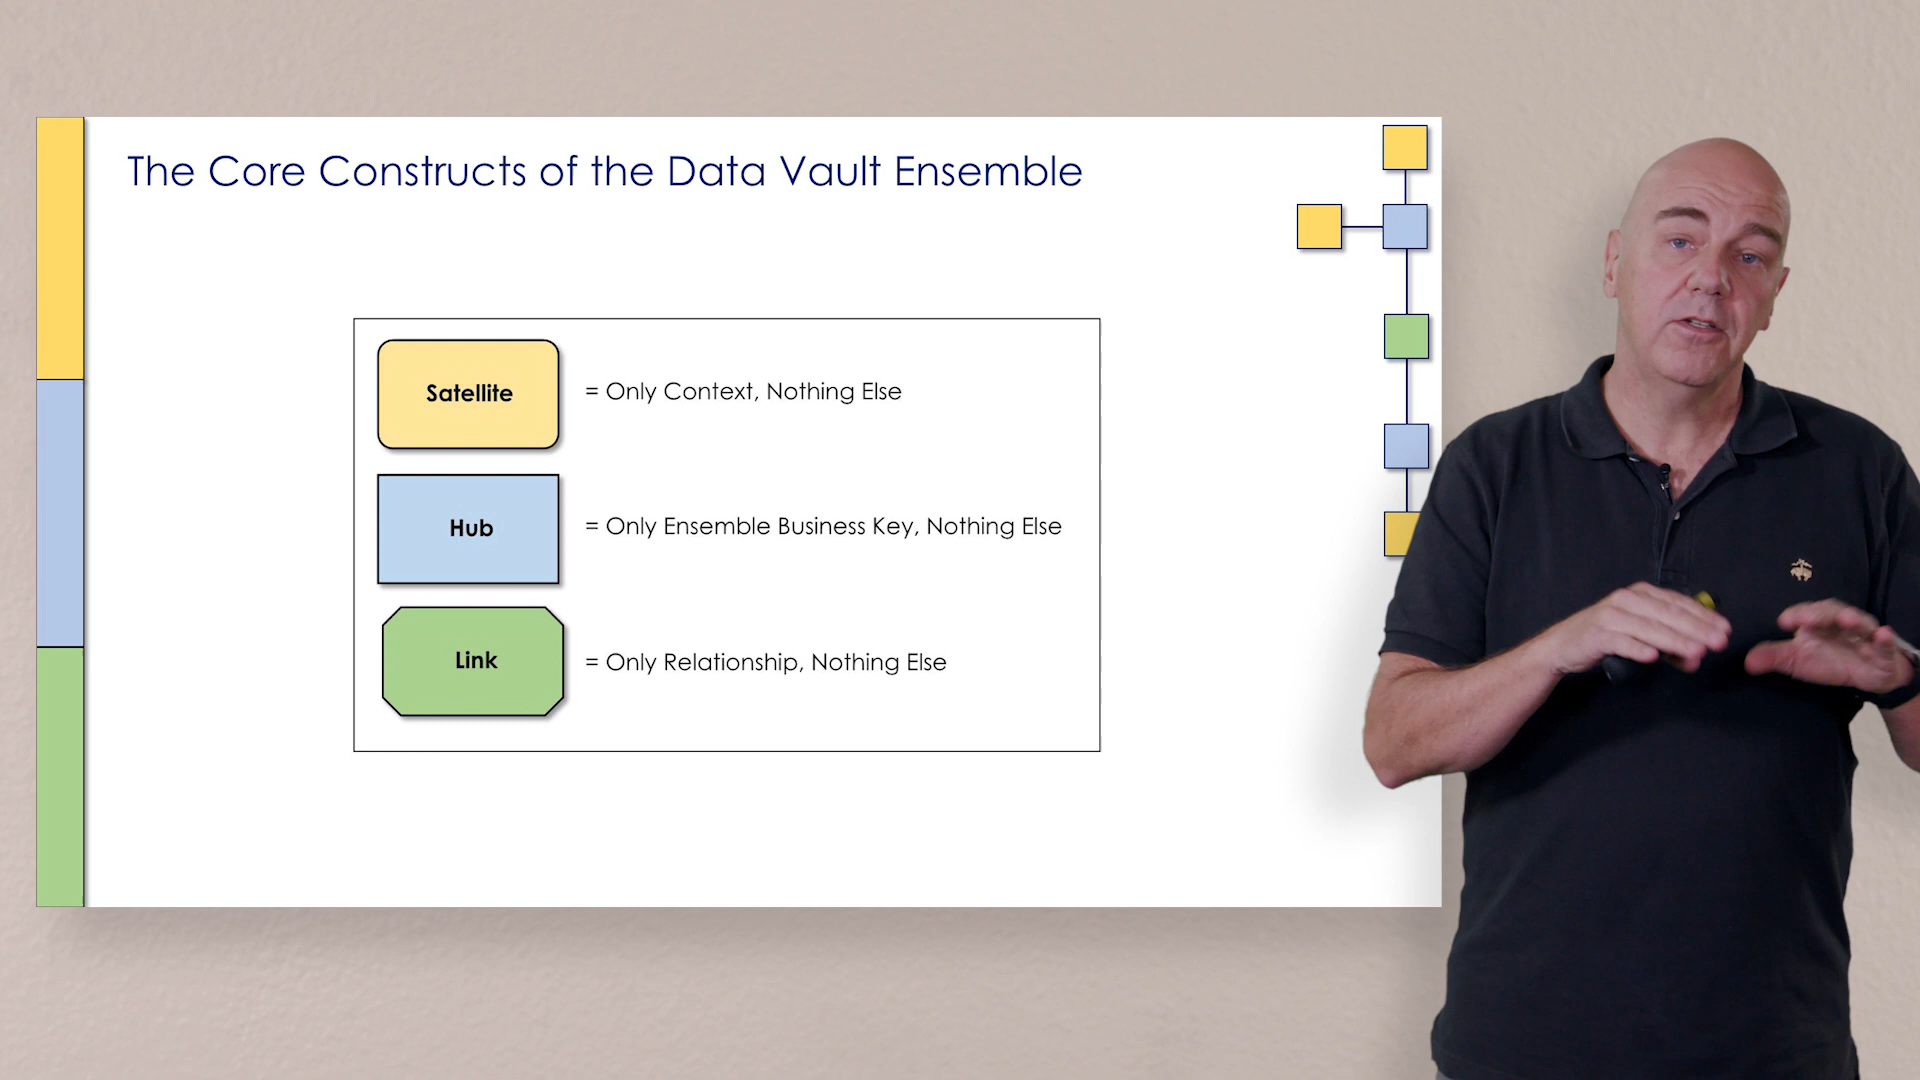 The Core Constructs of the Data Vault Ensemble
Satellite = Only Context, Nothing Else
Hub = Only Ensemble Business Key, Nothing Else
Link = Only Relationship, Nothing Else